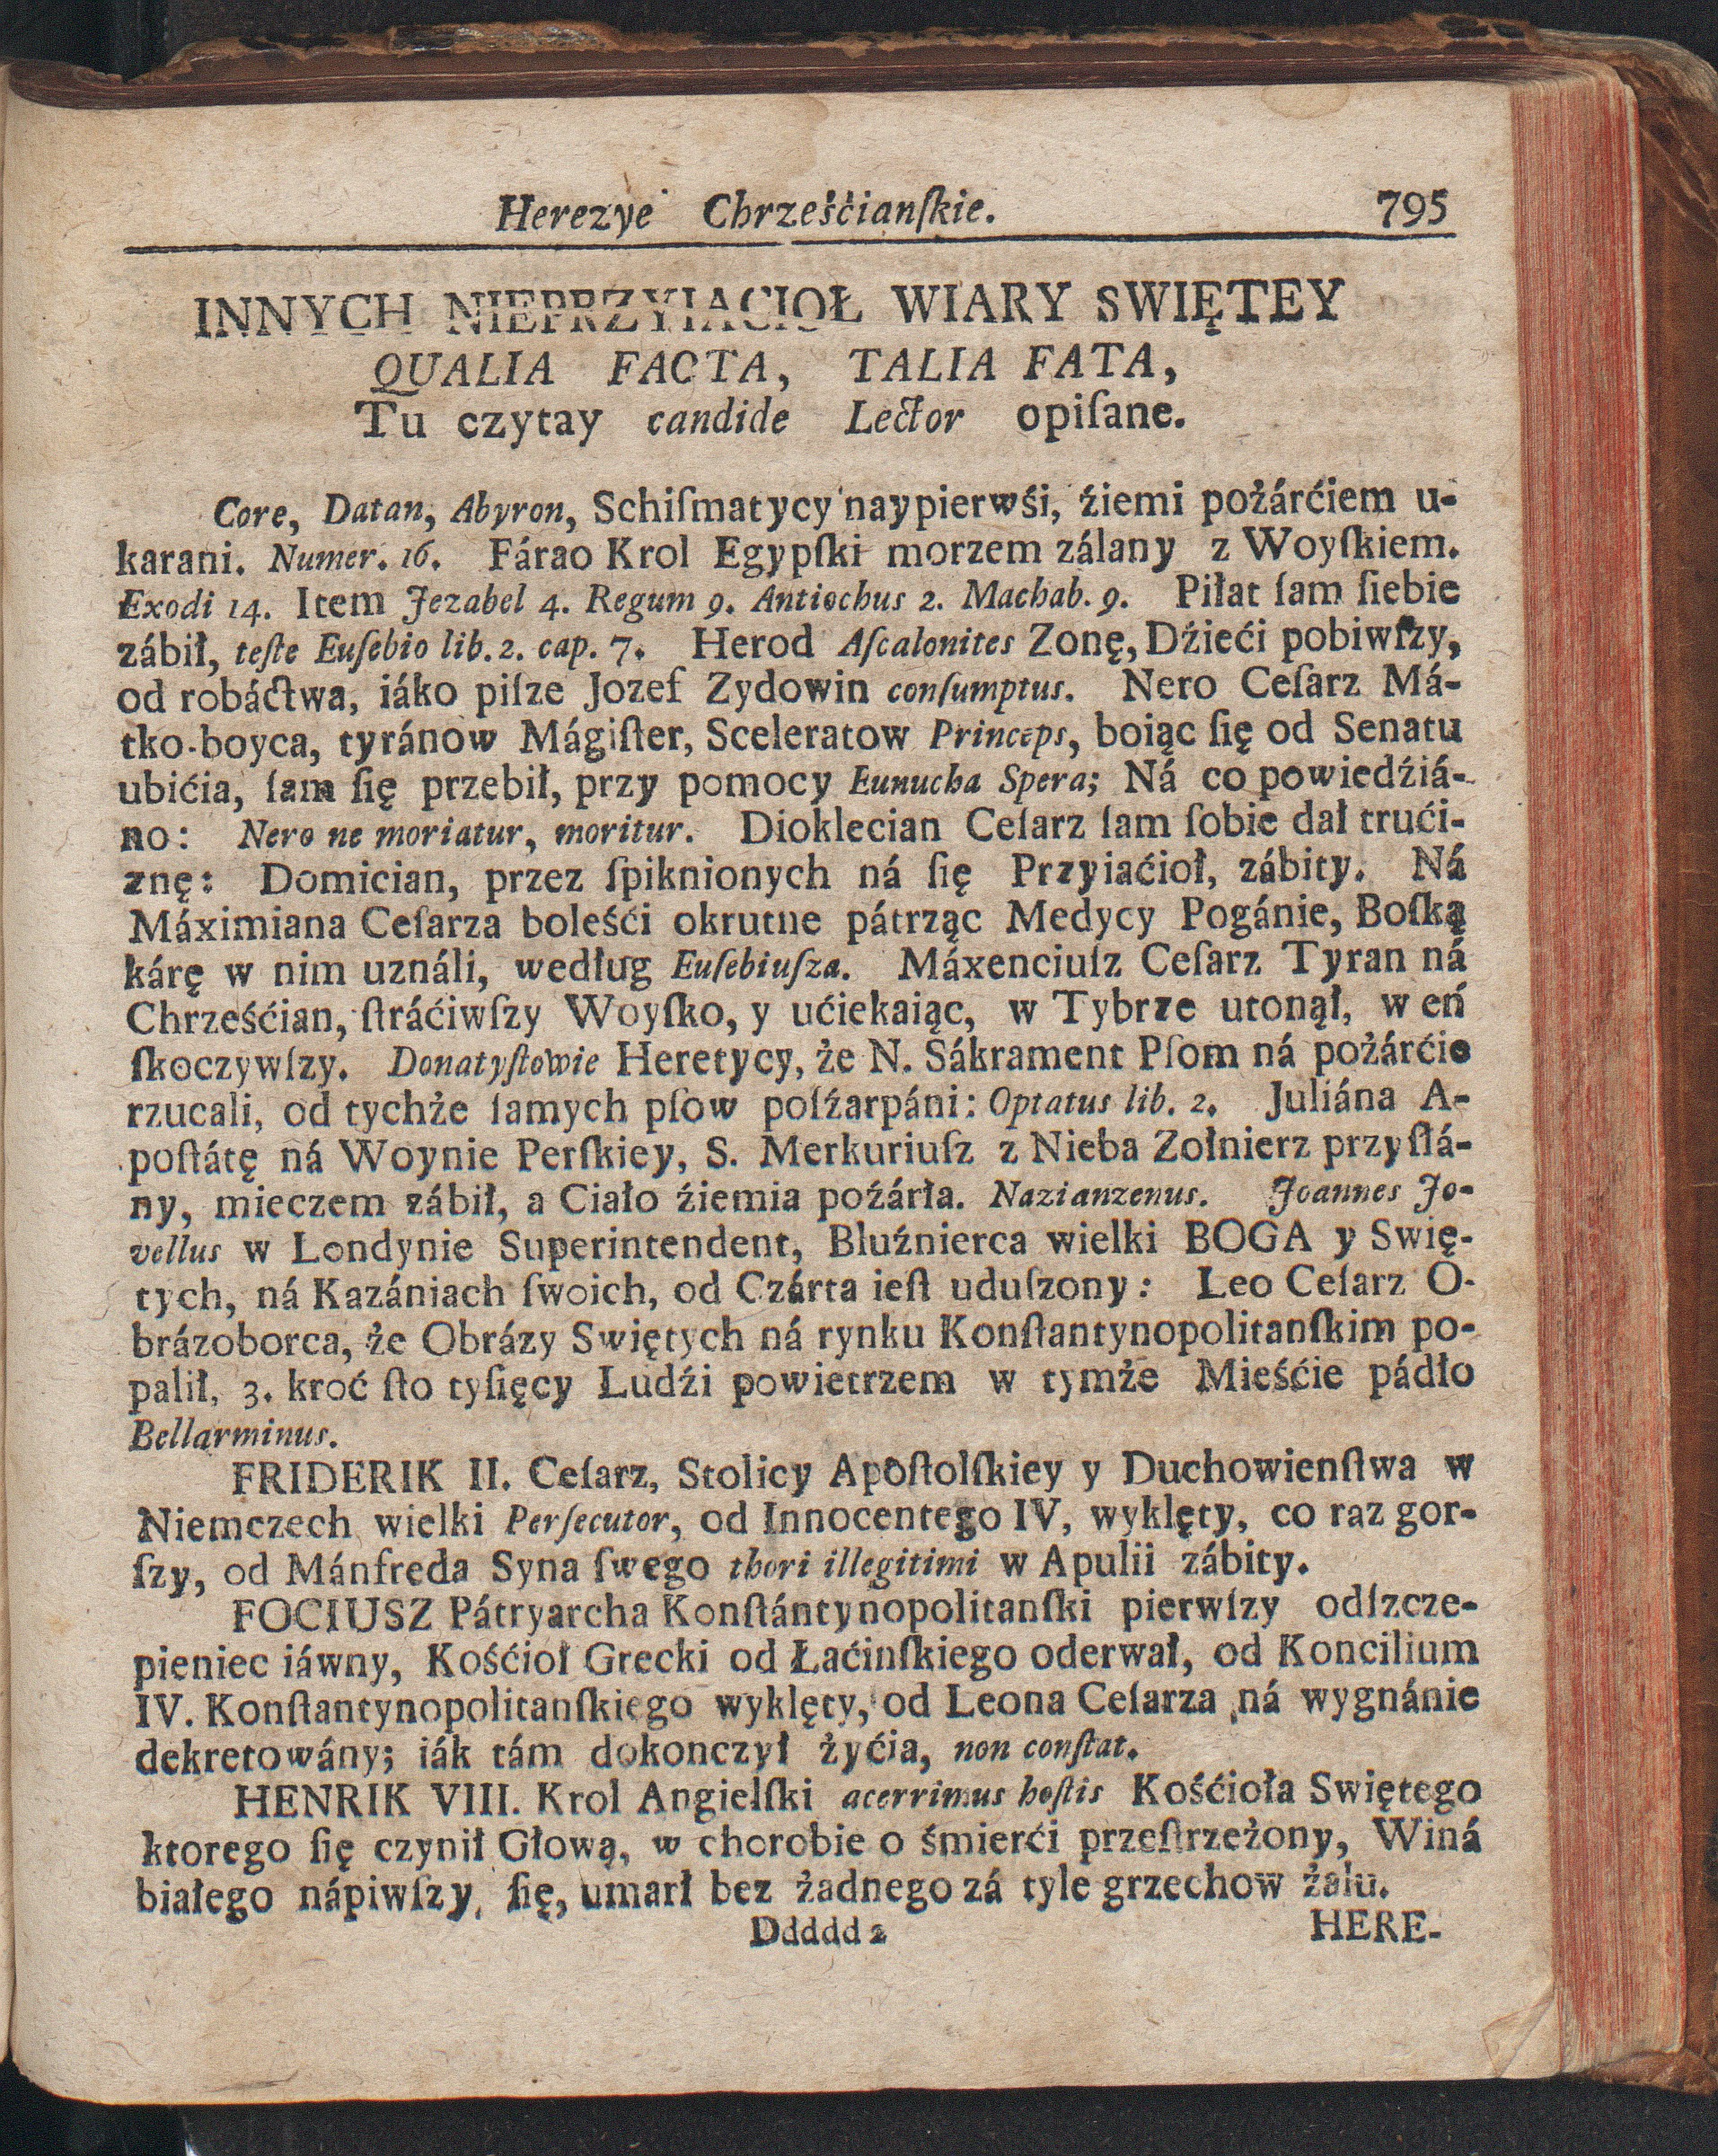 Herezye Chrześćianſkie. 795
INNYCH NIEPRZYIACIOŁ WIARY SWIĘTEY
QUALIA FACTA, TALIA FATA,
Tu czytay candide Lector opiſane.
Core, Datan, Abyron, Schiſmatycy naypierwśi, źiemi pożárćiem u-
karani. Numer. 16. Fárao Krol Egypſki morzem zálany z Woyſkiem.
Exodi 14. Item Jezabel 4. Regum 9. Antiochus 2. Machab. 9. Piłat ſam ſiebie
zábił, teſte Euſebio lib. 2. cap. 7. Herod Aſcalonites Zonę, Dźieći pobiwſzy,
od robáctwa, iáko piſze Jozef Zydowin conſumptus. Nero Ceſarz Má-
tko-boyca, tyránow Mágiſter, Sceleratow Princeps, boiąc ſię od Senatu
ubićia, ſam ſię przebił, przy pomocy Eunucha Spera; Ná co powiedźiá-
no: Nero ne moriatur, moritur. Dioklecian Ceſarz ſam ſobie dał trući-
znę: Domician, przez ſpiknionych ná ſię Przyiaćioł, zábity. Ná
Máximiana Ceſarza boleśći okrutne pátrząc Medycy Pogánie, Boſką
kárę w nim uználi, według Euſebiuſza. Máxenciuſz Ceſarz Tyran ná
Chrześćian, ſtráćiwſzy Woyſko, y ućiekaiąc, w Tybrze utonął, w eń
ſkoczywſzy. Donatyſtowie Heretycy, że N. Sákrament Pſom ná pożárćie
rzucali, od tychże ſamych pſow poſźarpáni: Optatus lib. 2. Juliána A-
poſtátę ná Woynie Perſkiey, S. Merkuriuſz z Nieba Zołnierz przyſłá-
ny, mieczem zábił, a Ciało źiemia poźárła. Nazianzenus. Joannes Jo-
vellus w Londynie Superintendent, Bluźnierca wielki BOGA y Swię-
tych, ná Kazániach ſwoich, od Czárta ieſt uduſzony: Leo Ceſarz O-
brázoborca, że Obrázy Swiętych ná rynku Konſtantynopolitanſkim po-
palił, 3. kroć ſto tyſięcy Ludźi powietrzem w tymże Mieśćie pádło
Bellarminus.
FRIDERIK II. Ceſarz, Stolicy Apoſtolſkiey y Duchowienſtwa w
Niemczech wielki Perſecutor, od Innocentego IV, wyklęty, co raz gor-
ſzy, od Mánfreda Syna ſwego thori illegitimi w Apulii zábity.
FOCIUSZ Pátryarcha Konſtántynopolitanſki pierwſzy odſzcze-
pieniec iáwny, Kośćioł Grecki od Łaćinſkiego oderwał, od Koncilium
IV. Konſtantynopolitanſkiego wyklęty, od Leona Ceſarza ná wygnánie
dekretowány; iák tám dokonczył żyćia, non conſtat.
HENRIK VIII. Krol Angielſki acerrimus hoſtis Kośćioła Swiętego
ktorego ſię czynił Głową, w chorobie o śmierći przeſtrzeżony, Winá
białego nápiwſzy, ſię, umarł bez żadnego zá tyle grzechow żalu.
Ddddd 2 HERE-